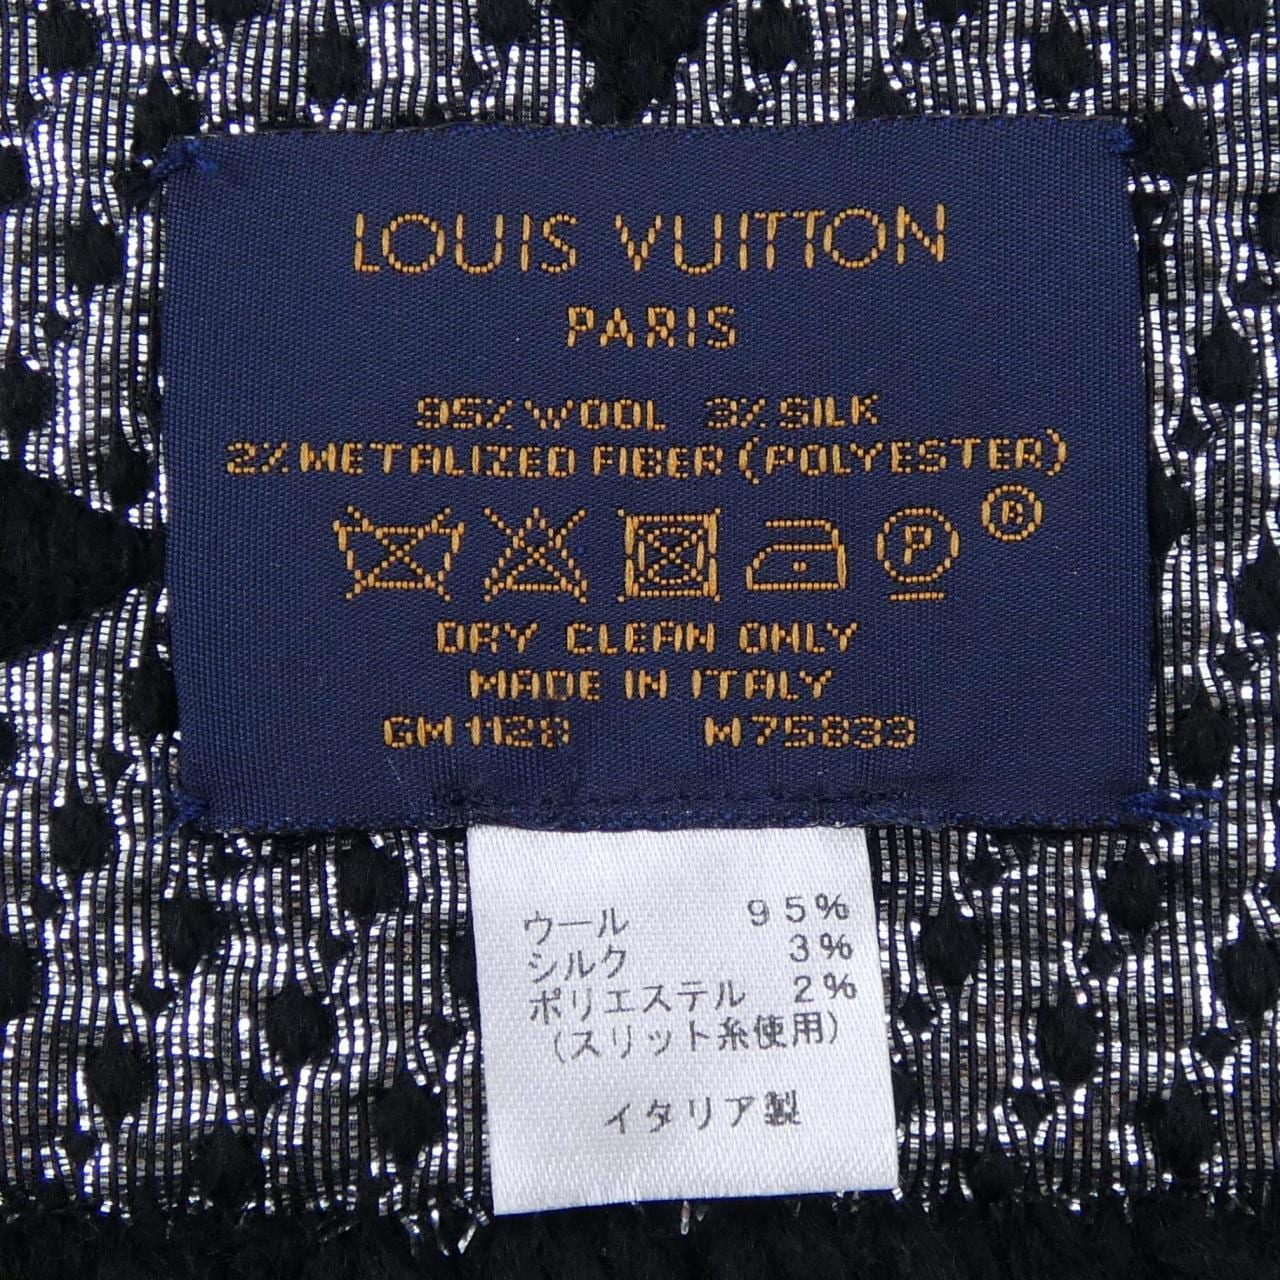 LOUIS VUITTON
PARIS
95% WOOL 3% SILK
2% METALIZED FIBER (POLYESTER)
P ®
DRY CLEAN ONLY
MADE IN ITALY
GM1128 M75833
ウール 95%
シルク 3%
ポリエステル 2%
(スリット糸使用)
イタリア製